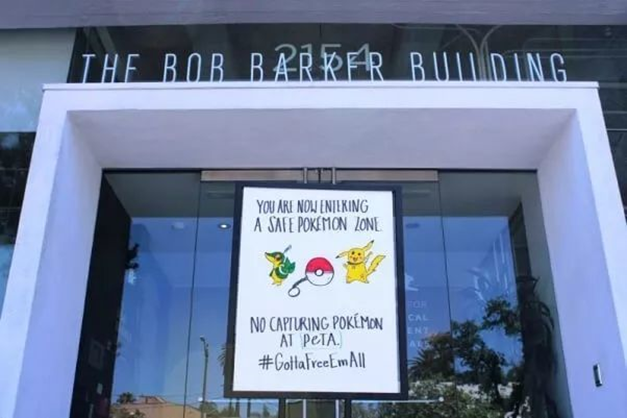 2154
THE BOB BARKER BUILDING
YOU ARE NOW ENTERING
A SAFE POKÉMON ZONE.
NO CAPTURING POKÉMON
AT PETA.
#GottaFreeEmAll